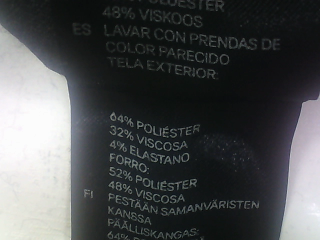 48% VISKOOS
ES LAVAR CON PRENDAS DE
COLOR PARECIDO
TELA EXTERIOR:
64% POLIÉSTER
32% VISCOSA
4% ELASTANO
FORRO:
52% POLIÉSTER
48% VISCOSA
FI PESTÄÄN SAMANVÄRISTEN
KANSSA
PÄÄLLISKANGAS:
64%